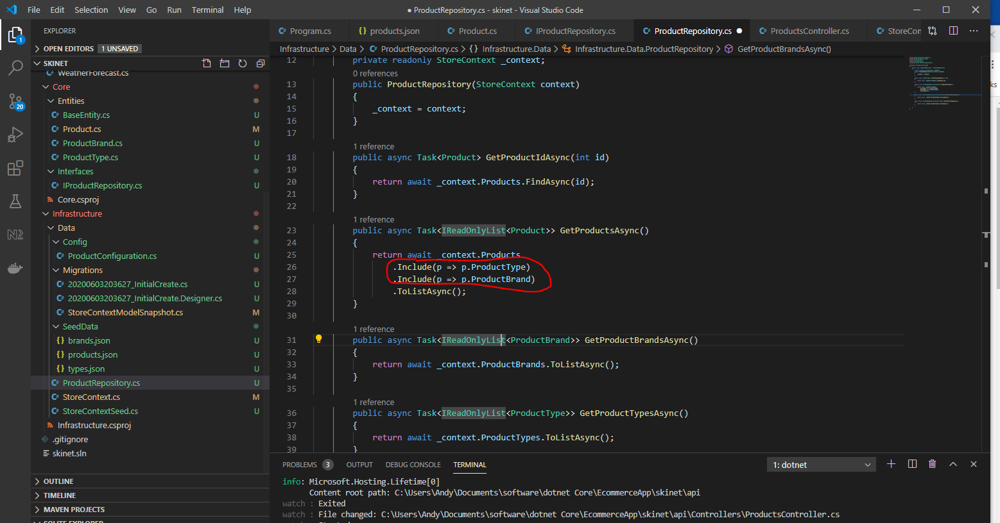 File Edit Selection View Go Run Terminal Help
● ProductRepository.cs - skinet - Visual Studio Code
EXPLORER
OPEN EDITORS 1 UNSAVED
SKINET
WeatherForecast.cs
Core
Entities
BaseEntity.cs U
Product.cs M
ProductBrand.cs U
ProductType.cs U
Interfaces
IProductRepository.cs U
Core.csproj
Infrastructure
Data
Config
ProductConfiguration.cs U
Migrations
20200603203627_InitialCreate.cs U
20200603203627_InitialCreate.Designer.cs U
StoreContextModelSnapshot.cs M
SeedData
brands.json U
products.json U
types.json U
ProductRepository.cs U
StoreContext.cs M
StoreContextSeed.cs U
Infrastructure.csproj
.gitignore
skinet.sln
OUTLINE
TIMELINE
MAVEN PROJECTS
SQLITE EXPLORER
1
20
Program.cs products.json Product.cs IProductRepository.cs ProductRepository.cs ● ProductsController.cs StoreCon
Infrastructure > Data > ProductRepository.cs > {} Infrastructure.Data > Infrastructure.Data.ProductRepository > GetProductBrandsAsync()
12 private readonly StoreContext _context;
0 references
13 public ProductRepository(StoreContext context)
14 {
15 _context = context;
16 }
17
1 reference
18 public async Task<Product> GetProductIdAsync(int id)
19 {
20 return await _context.Products.FindAsync(id);
21 }
22
1 reference
23 public async Task<IReadOnlyList<Product>> GetProductsAsync()
24 {
25 return await _context.Products
26 .Include(p => p.ProductType)
27 .Include(p => p.ProductBrand)
28 .ToListAsync();
29 }
30
1 reference
31 public async Task<IReadOnlyList<ProductBrand>> GetProductBrandsAsync()
32 {
33 return await _context.ProductBrands.ToListAsync();
34 }
35
1 reference
36 public async Task<IReadOnlyList<ProductType>> GetProductTypesAsync()
37 {
38 return await _context.ProductTypes.ToListAsync();
39 }
PROBLEMS 3 OUTPUT DEBUG CONSOLE TERMINAL 1: dotnet
info: Microsoft.Hosting.Lifetime[0]
Content root path: C:\Users\Andy\Documents\software\dotnet Core\EcommerceApp\skinet\api
watch : Exited
watch : File changed: C:\Users\Andy\Documents\software\dotnet Core\EcommerceApp\skinet\api\Controllers\ProductsController.cs
ks